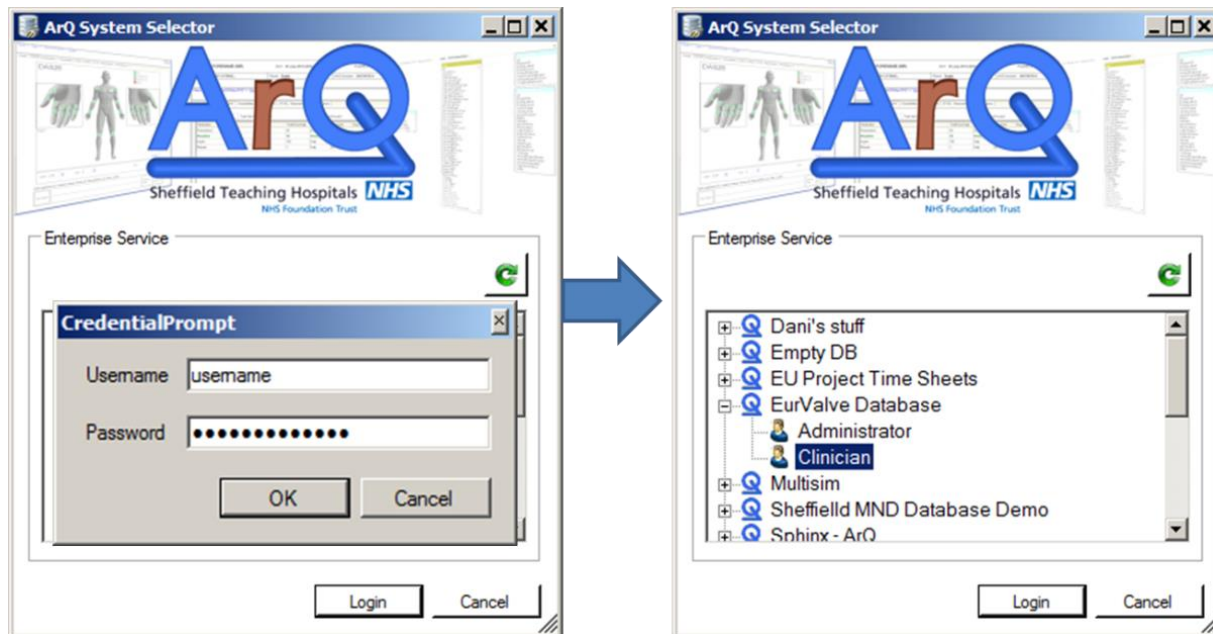 ArQ System Selector
ArQ
Sheffield Teaching Hospitals NHS
NHS Foundation Trust
Enterprise Service
CredentialPrompt
Username username
Password ●●●●●●●●●●●●●
OK Cancel
Login Cancel
ArQ System Selector
ArQ
Sheffield Teaching Hospitals NHS
NHS Foundation Trust
Enterprise Service
Dani's stuff
Empty DB
EU Project Time Sheets
EurValve Database
Administrator
Clinician
Multisim
Sheffielld MND Database Demo
Sphinx - ArQ
Login Cancel